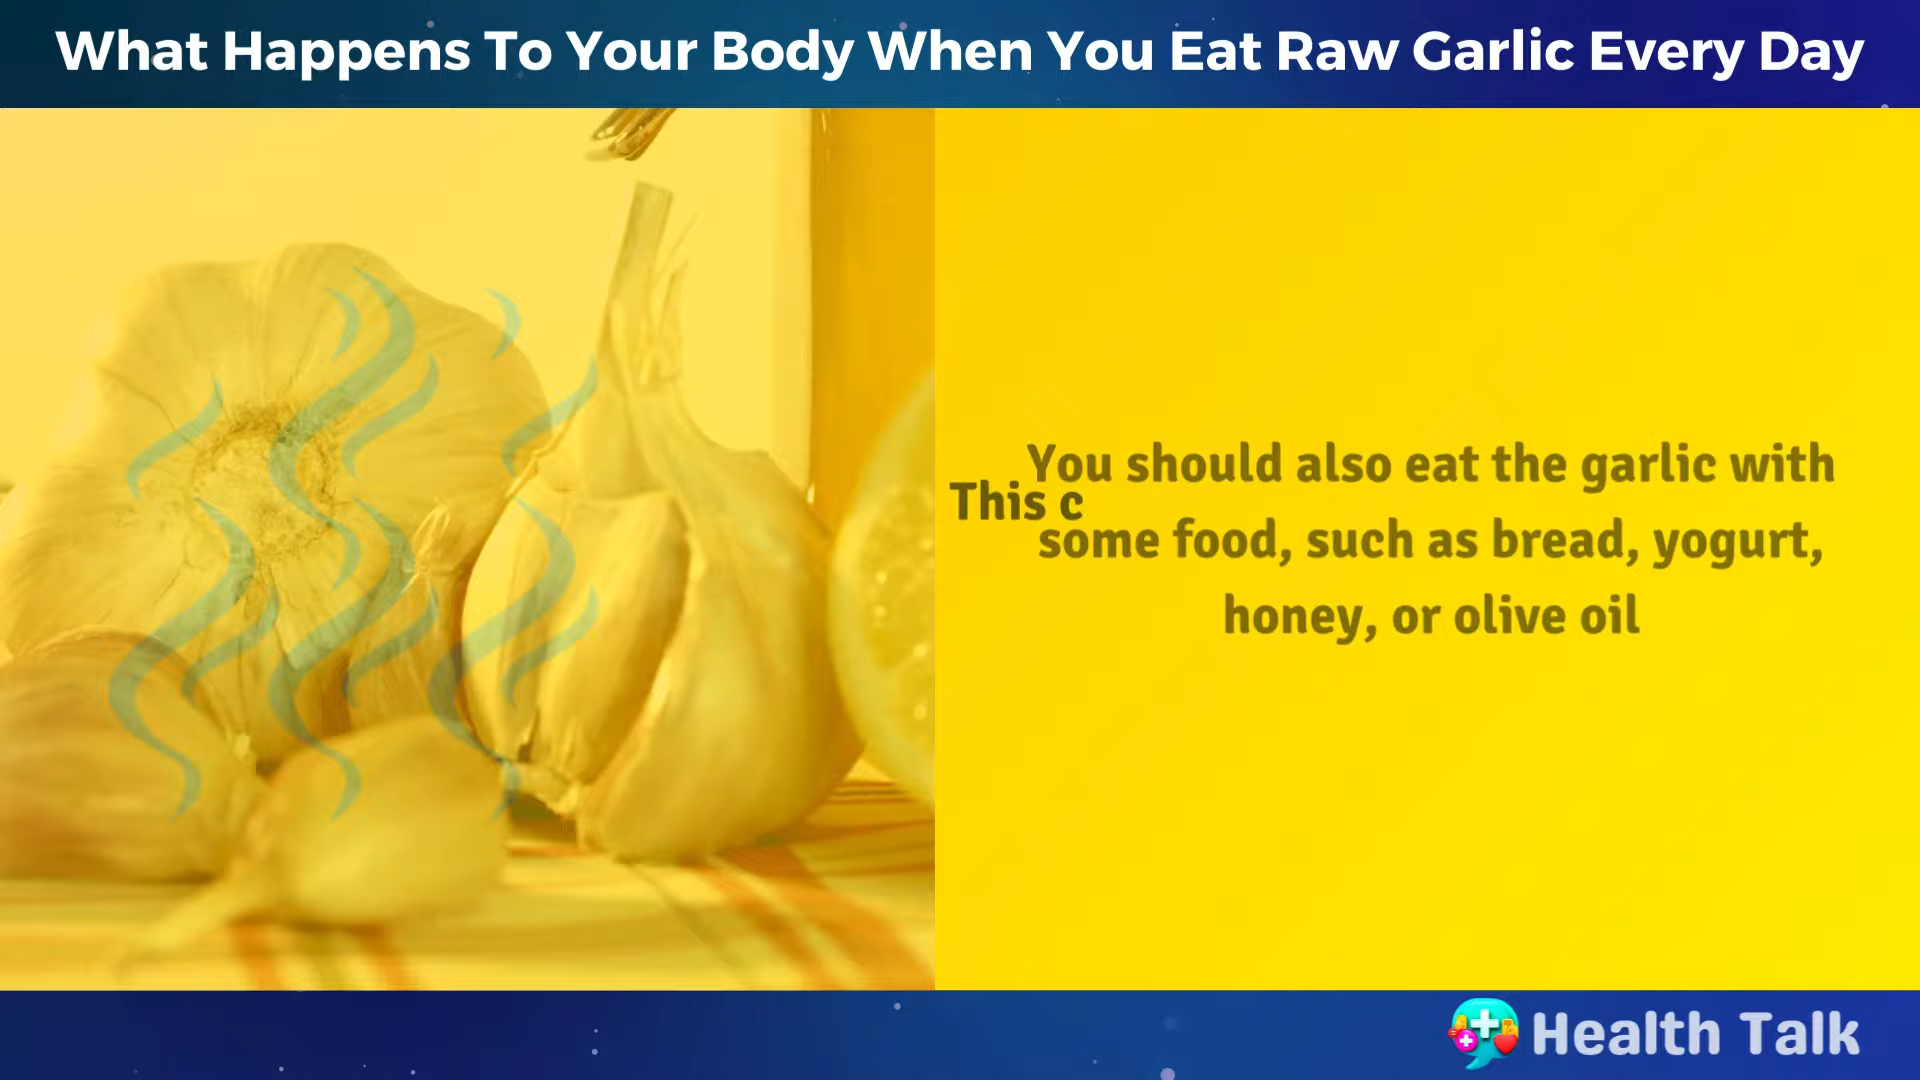 What Happens To Your Body When You Eat Raw Garlic Every Day
You should also eat the garlic with
This c
some food, such as bread, yogurt,
honey, or olive oil
Health Talk